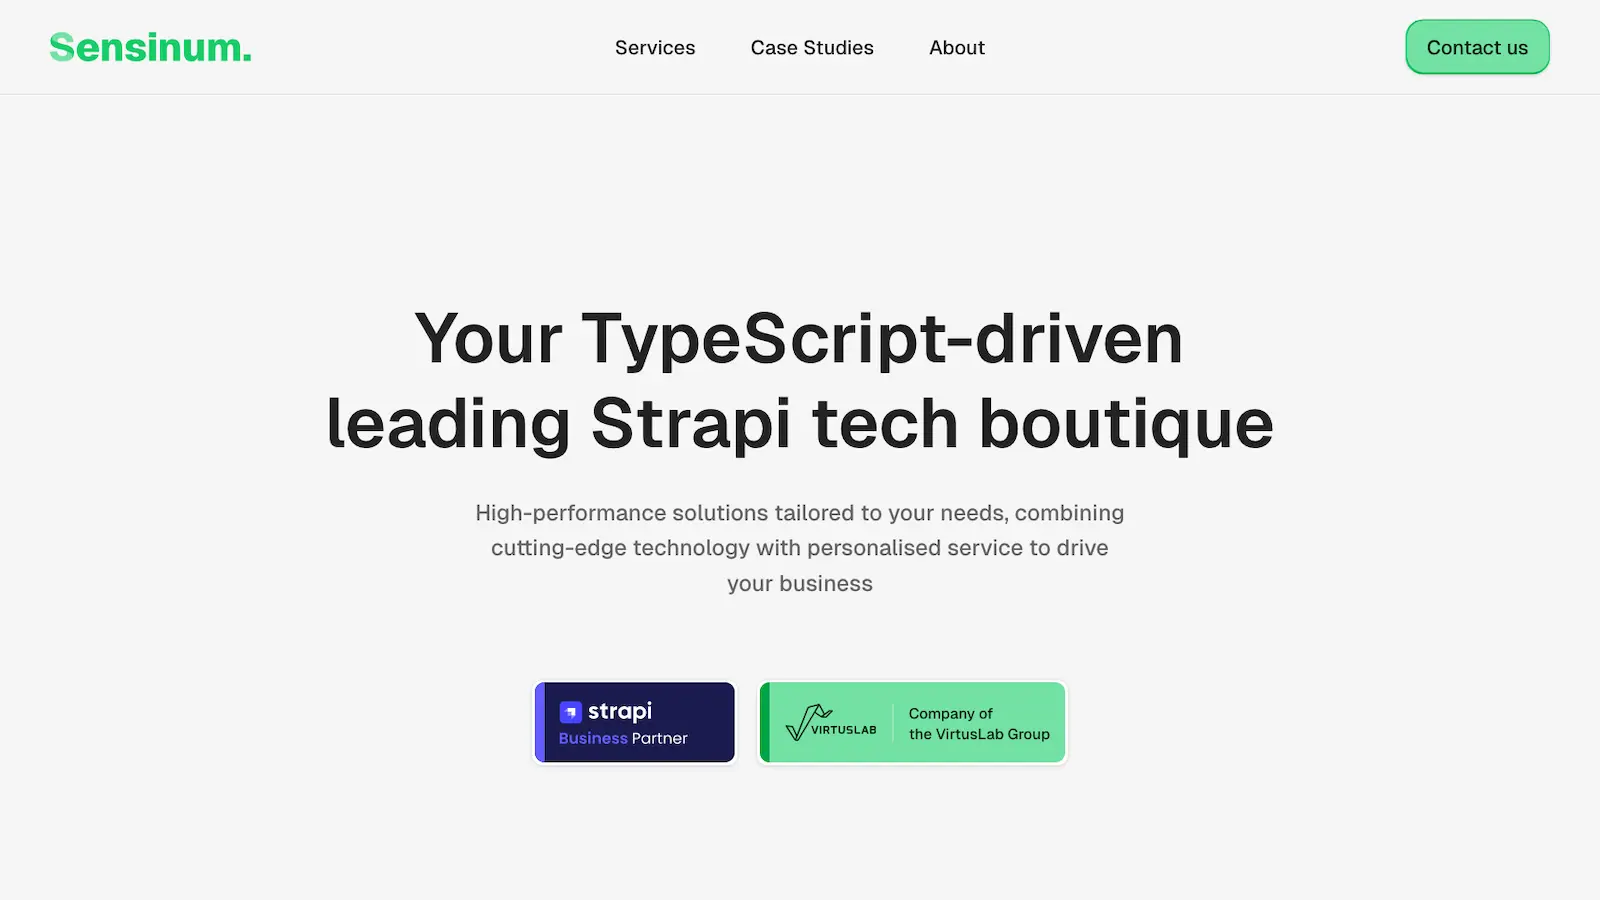 Sensinum.
Services
Case Studies
About
Contact us
Your TypeScript-driven
leading Strapi tech boutique
High-performance solutions tailored to your needs, combining
cutting-edge technology with personalised service to drive
your business
strapi
Business Partner
VIRTUSLAB
Company of
the VirtusLab Group